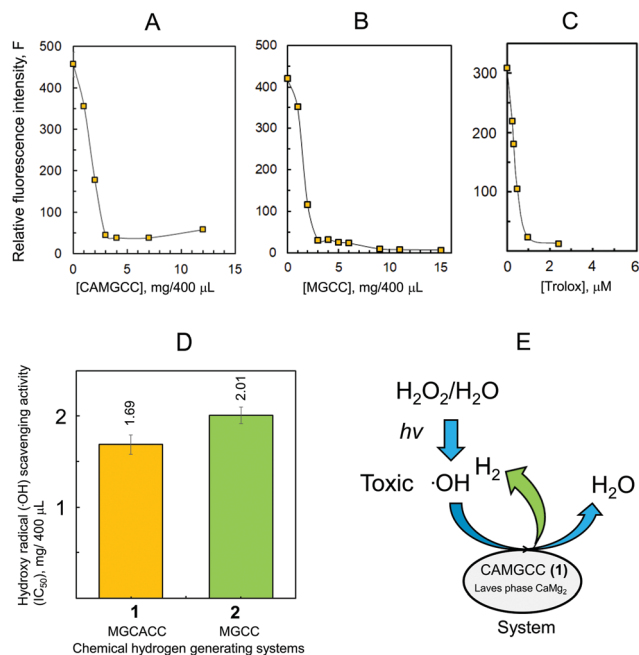 A
B
C
Relative fluorescence intensity, F
500
400
300
200
100
0
0
5
10
15
[CAMGCC], mg/400 μL
500
400
300
200
100
0
0
5
10
15
[MGCC], mg/400 μL
300
200
100
0
2
4
6
[Trolox], μM
D
Hydroxy radical (·OH) scavenging activity
(IC50), mg/ 400 μL
2
1
1.69
2.01
1
2
MGCACC
MGCC
Chemical hydrogen generating systems
E
H2O2/H2O
hv
Toxic ·OH
H2
H2O
CAMGCC (1)
Laves phase CaMg2
System